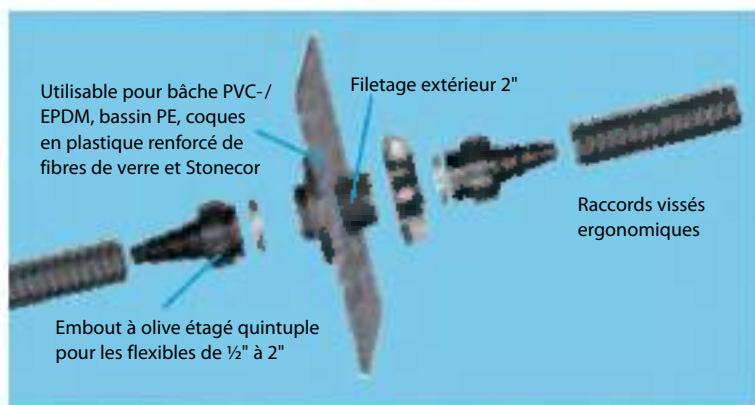 Utilisable pour bâche PVC-/
EPDM, bassin PE, coques
en plastique renforcé de
fibres de verre et Stonecor
Filetage extérieur 2"
Raccords vissés
ergonomiques
Embout à olive étagé quintuple
pour les flexibles de ½" à 2"